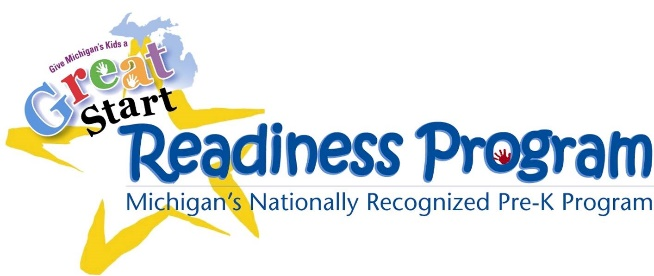 Give Michigan's Kids a
Great
Start
Readiness Program
Michigan's Nationally Recognized Pre-K Program